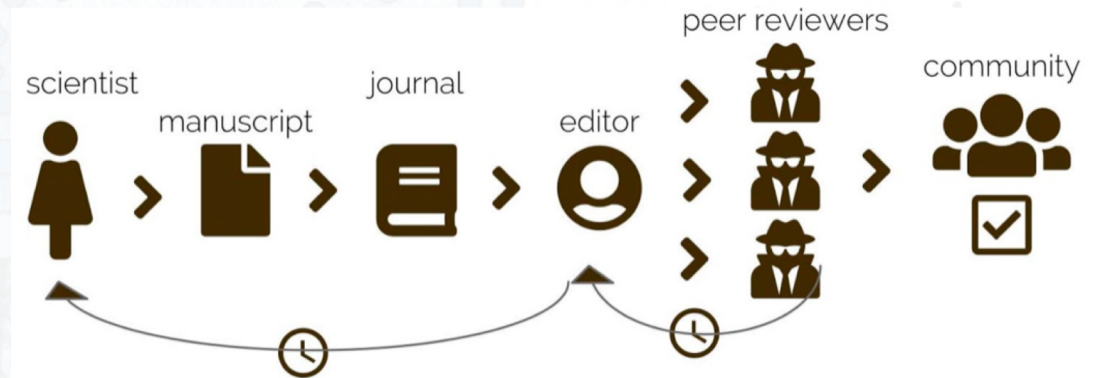 scientist
manuscript
journal
editor
peer reviewers
community